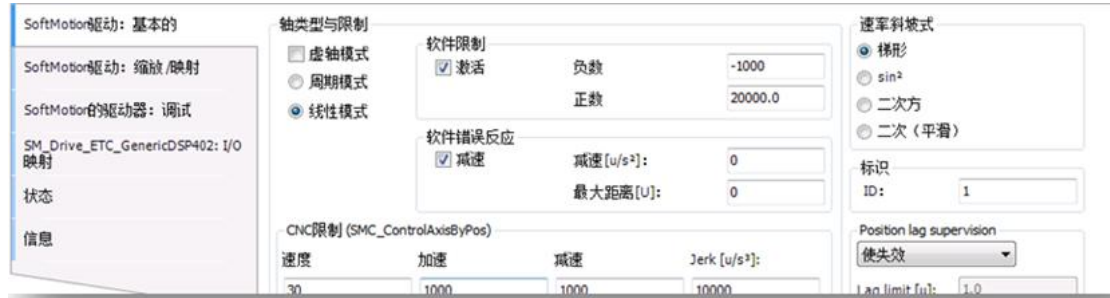 SoftMotion驱动：基本的
SoftMotion驱动：缩放/映射
SoftMotion的驱动器：调试
SM_Drive_ETC_GenericDSP402: I/O
映射
状态
信息
轴类型与限制
虚轴模式
周期模式
线性模式
软件限制
激活
负数
-1000
正数
20000.0
软件错误反应
减速
减速[u/s²]:
0
最大距离[U]:
0
CNC限制 (SMC_ControlAxisByPos)
速度 加速 减速 Jerk [u/s³]:
30 1000 1000 10000
速率斜坡式
梯形
sin²
二次方
二次（平滑）
标识
ID: 1
Position lag supervision
使失效
Lag limit [u]: 1.0